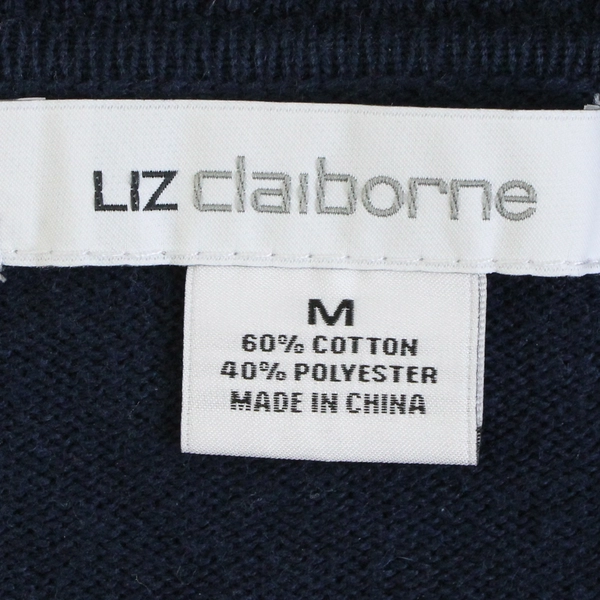 LIZ claiborne
M
60% COTTON
40% POLYESTER
MADE IN CHINA